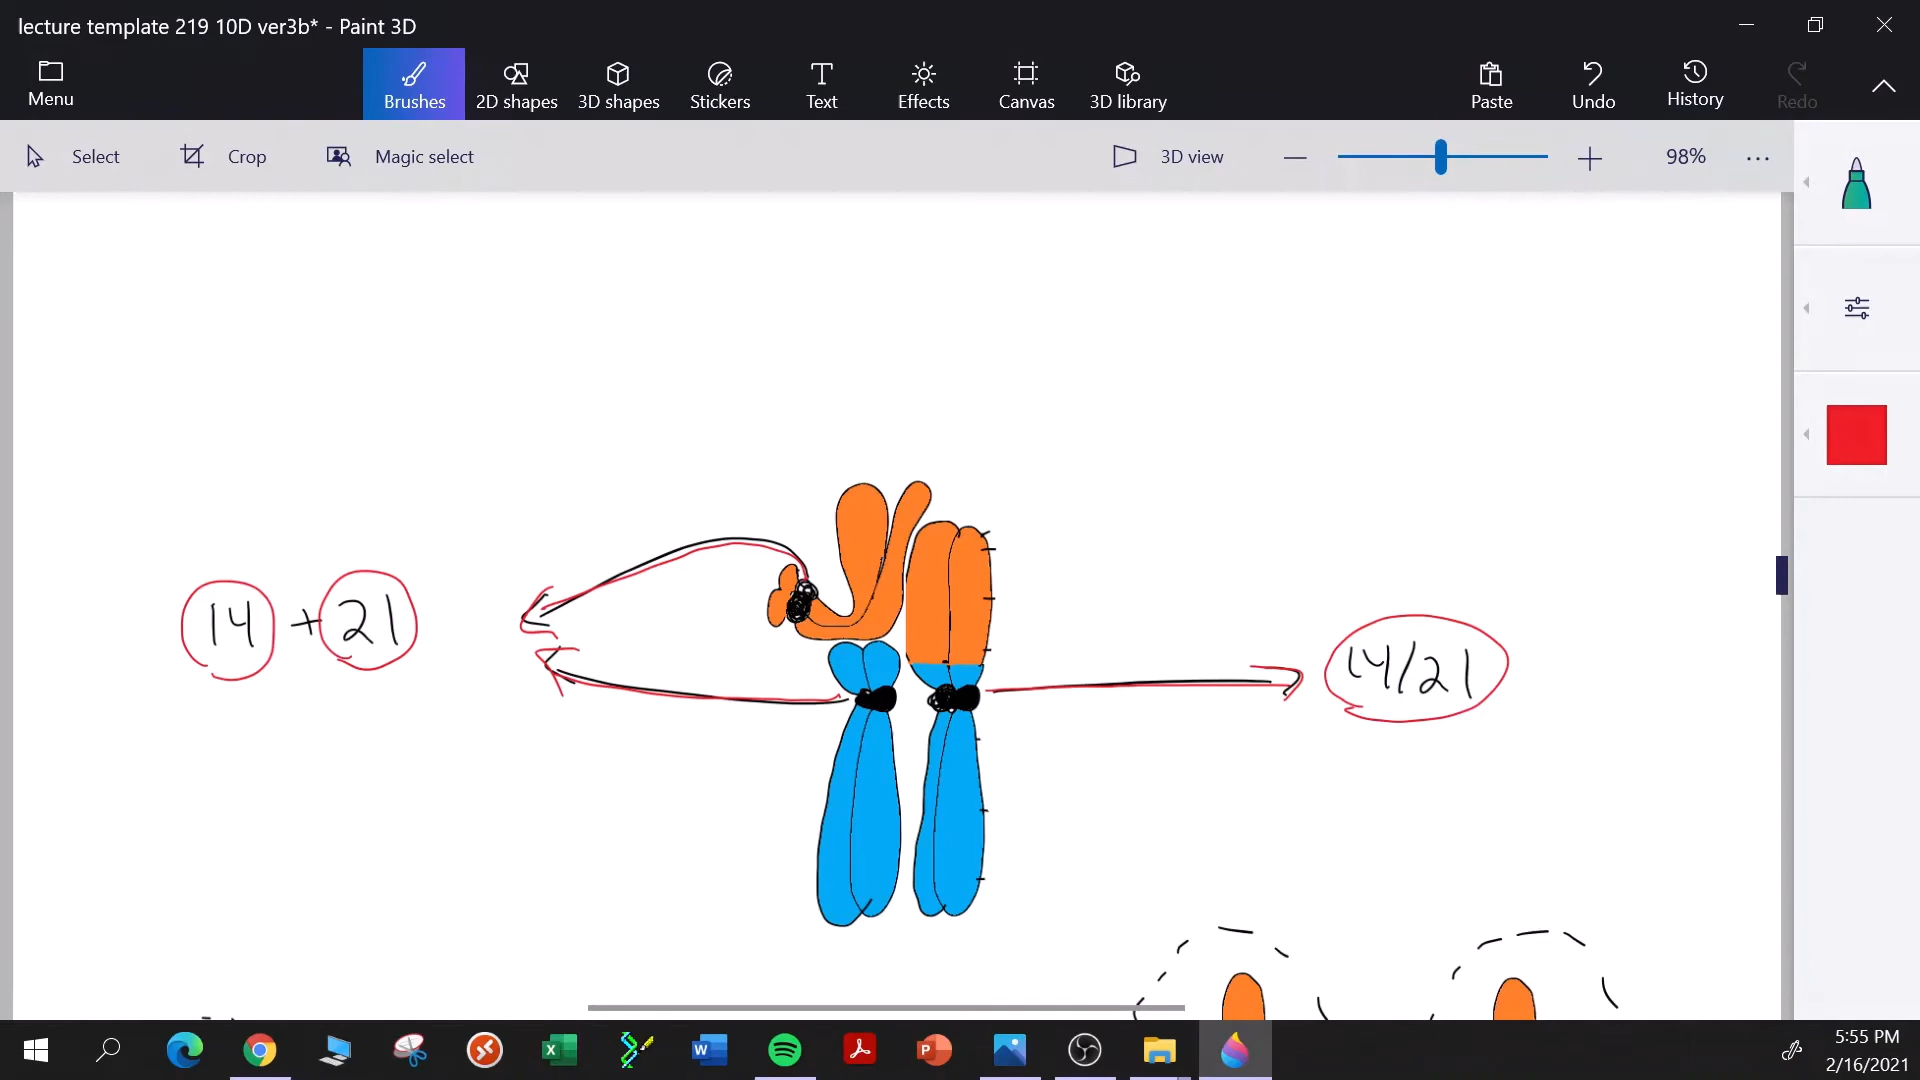 lecture template 219 10D ver3b* - Paint 3D
Menu
Brushes
2D shapes
3D shapes
Stickers
Text
Effects
Canvas
3D library
Paste
Undo
History
Redo
Select
Crop
Magic select
3D view
98%
14 + 21
14/21
5:55 PM
2/16/2021